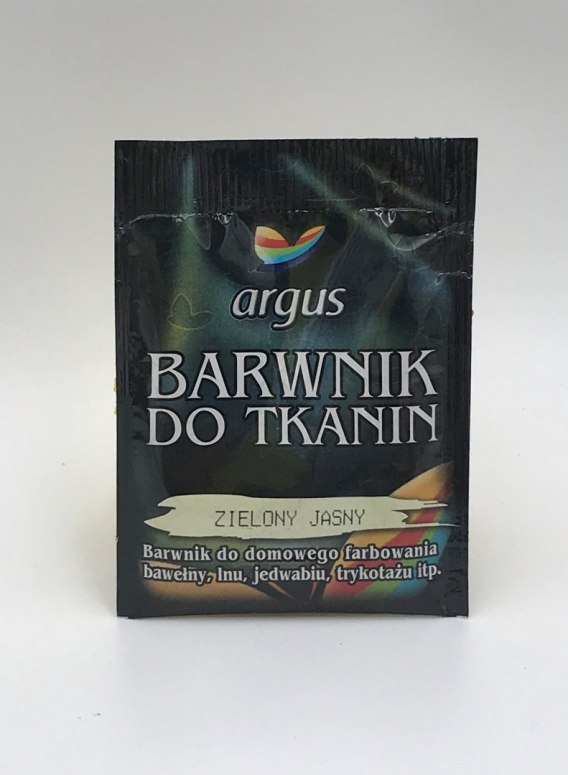 argus
BARWNIK
DO TKANIN
ZIELONY JASNY
Barwnik do domowego farbowania
bawełny, lnu, jedwabiu, trykotażu itp.